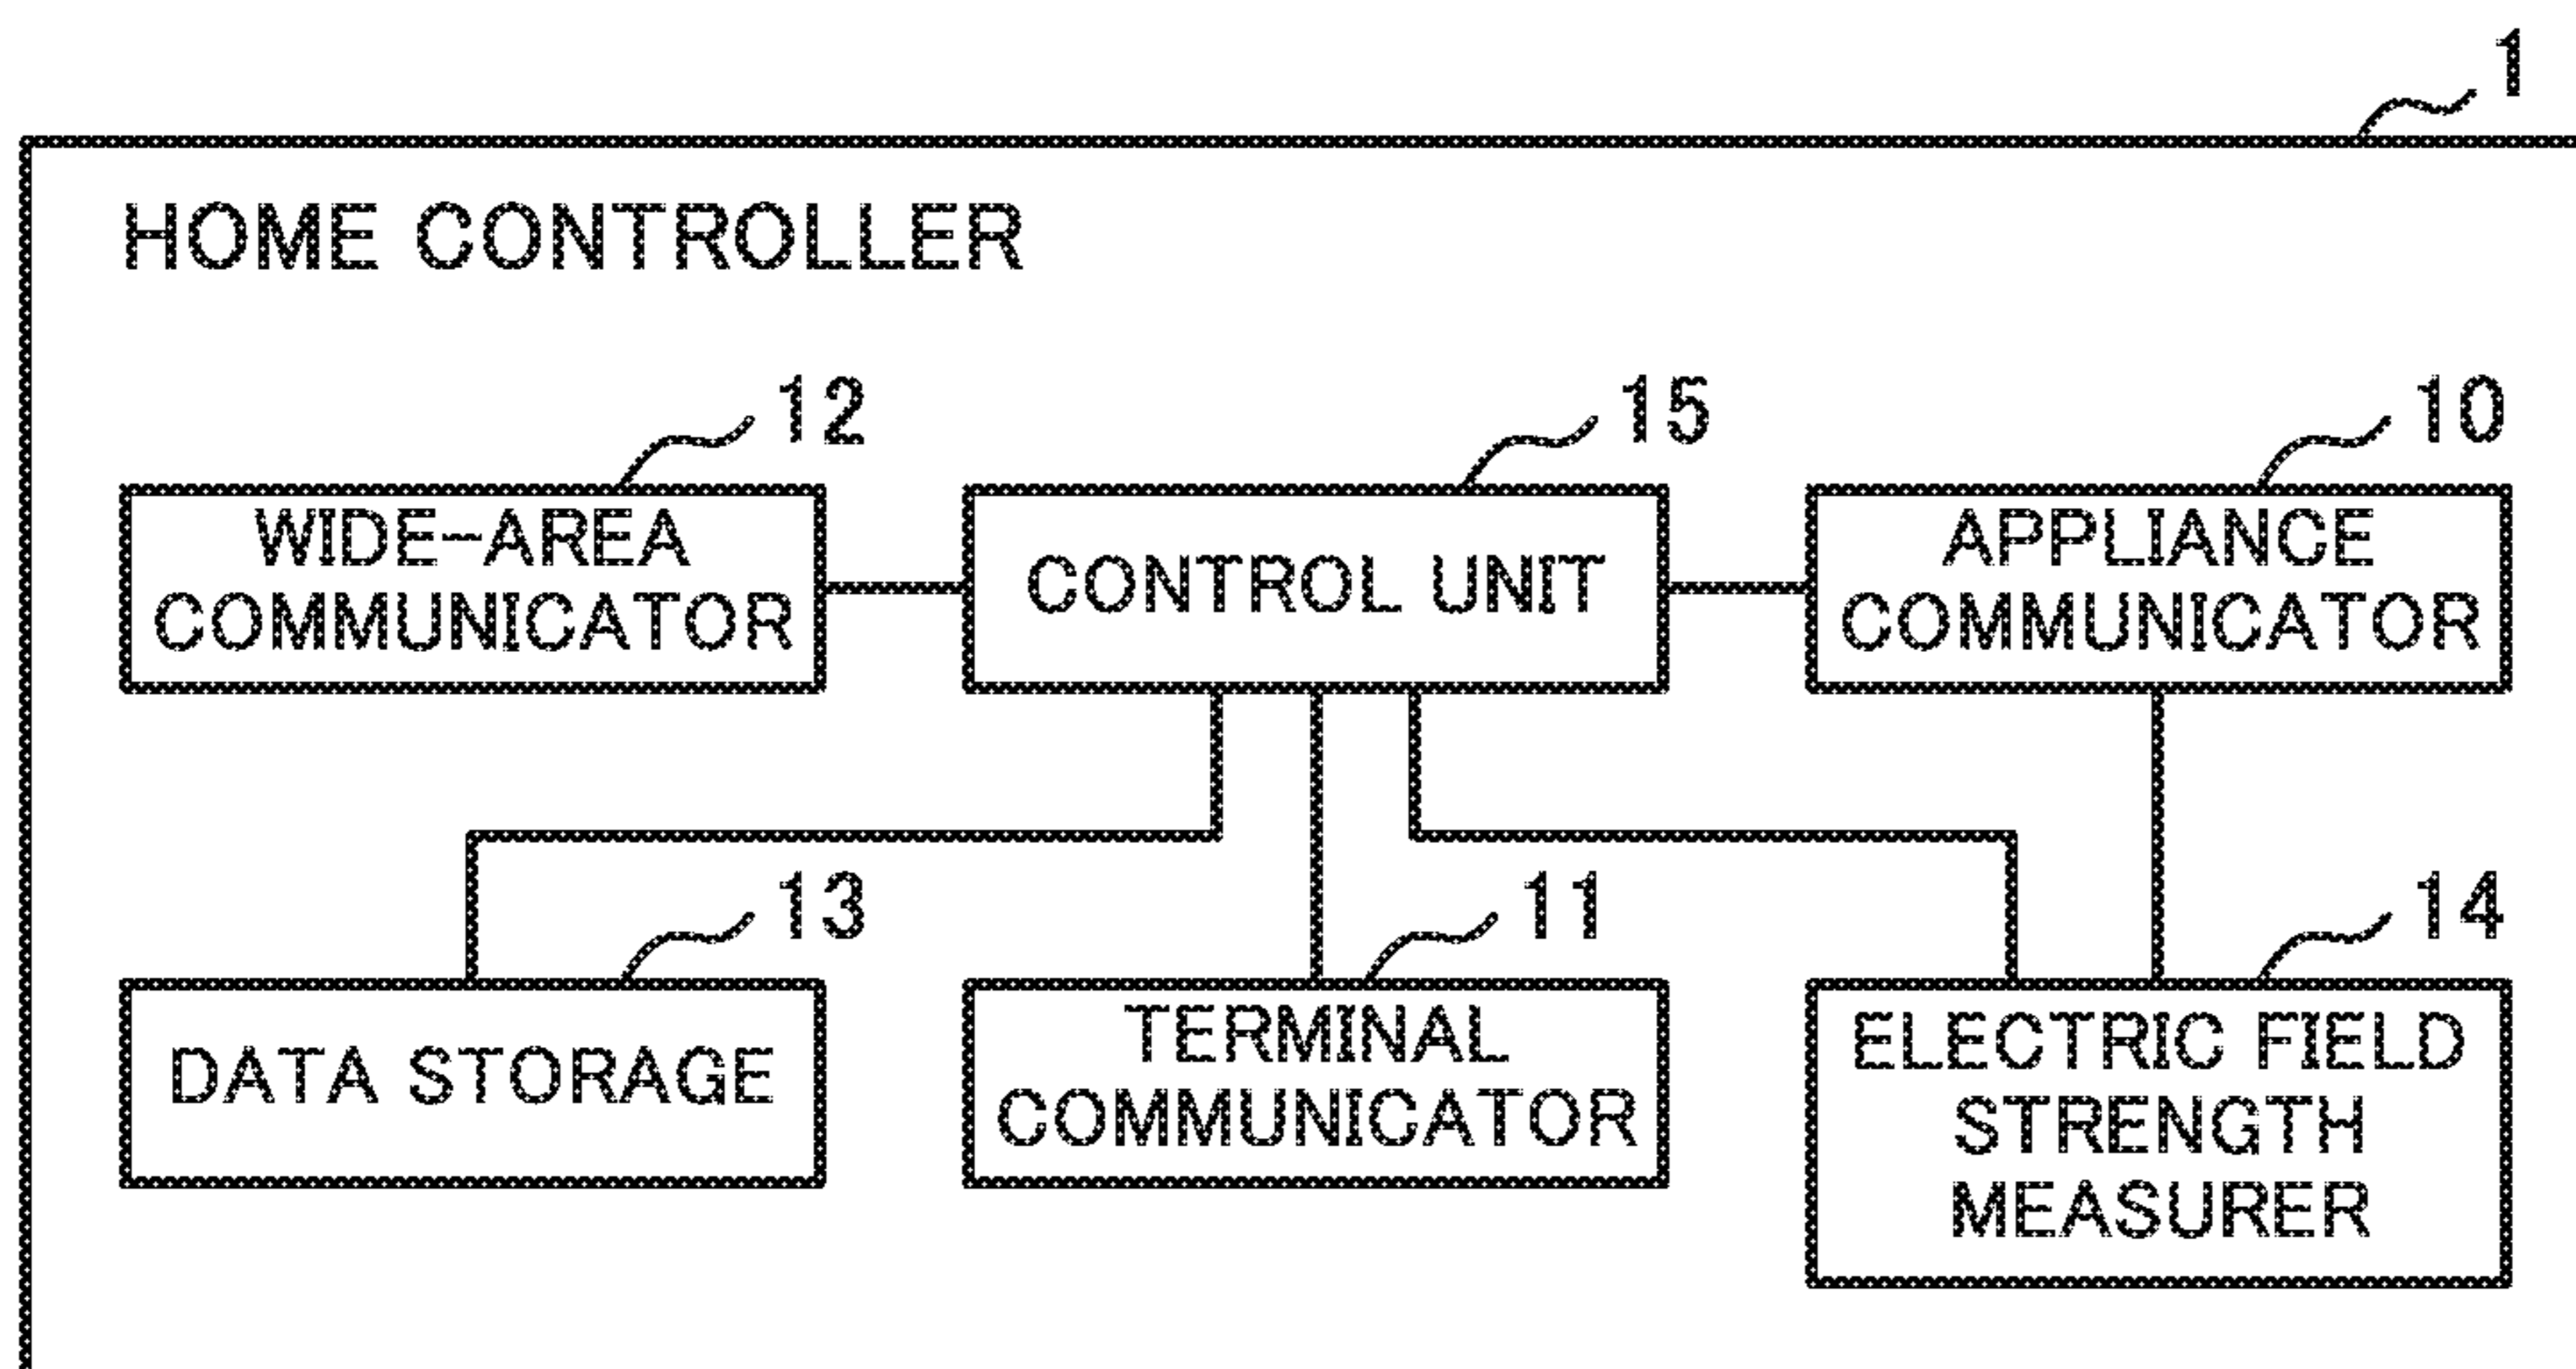 1
HOME CONTROLLER
12
15
10
WIDE-AREA
COMMUNICATOR
CONTROL UNIT
APPLIANCE
COMMUNICATOR
13
11
14
DATA STORAGE
TERMINAL
COMMUNICATOR
ELECTRIC FIELD
STRENGTH
MEASURER